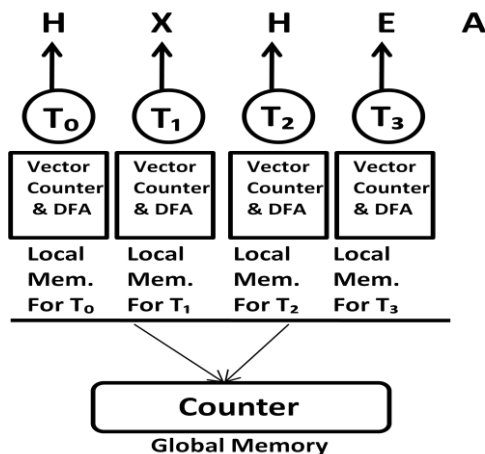 H X H E A
T₀ T₁ T₂ T₃
Vector Vector Vector Vector
Counter Counter Counter Counter
& DFA & DFA & DFA & DFA
Local Local Local Local
Mem. Mem. Mem. Mem.
For T₀ For T₁ For T₂ For T₃
Counter
Global Memory